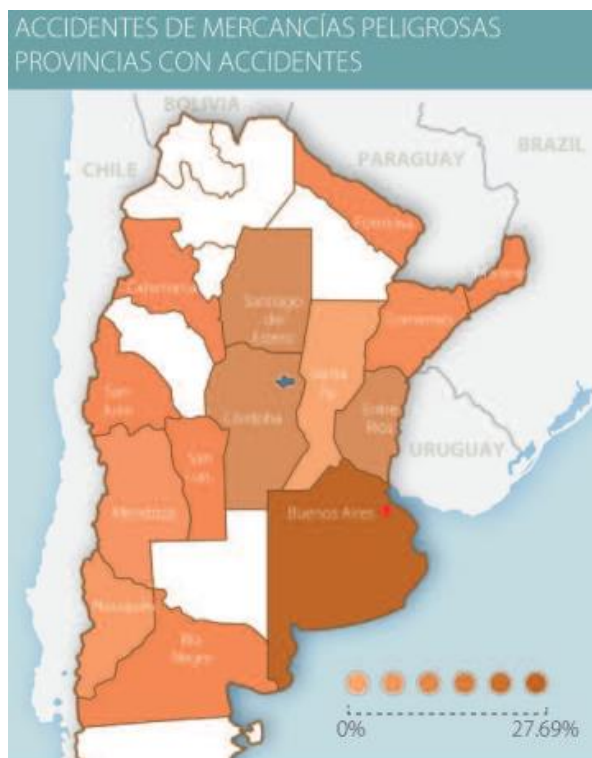 ACCIDENTES DE MERCANCÍAS PELIGROSAS
PROVINCIAS CON ACCIDENTES
BOLIVIA
PARAGUAY
BRAZIL
CHILE
Formosa
Misiones
Catamarca
Santiago
del
Estero
Corrientes
Santa
Fe
San
Juan
Córdoba
Entre
Ríos
URUGUAY
San
Luis
Mendoza
Buenos Aires
Neuquén
Río
Negro
0%
27.69%